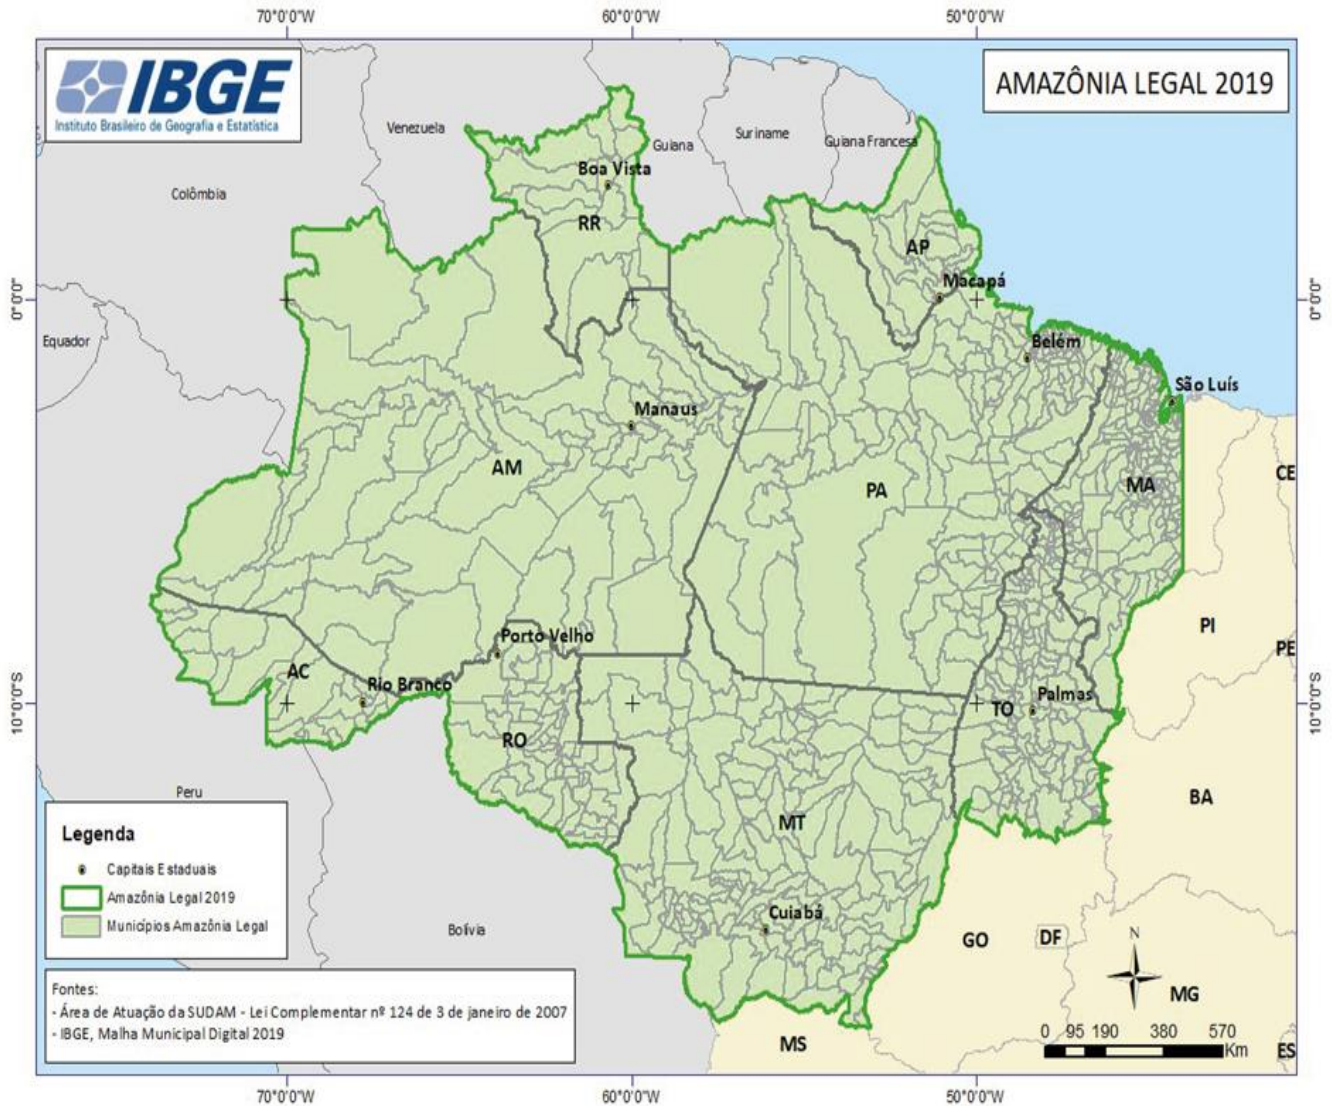 70°0'0"W 60°0'0"W 50°0'0"W
IBGE
Instituto Brasileiro de Geografia e Estatística
AMAZÔNIA LEGAL 2019
Venezuela
Suriname
Guiana
Guiana Francesa
Colômbia
Boa Vista
RR
AP
Macapá
0°0'0"
0°0'0"
Equador
Belém
São Luís
Manaus
AM
PA
MA
CE
Porto Velho
PI
PE
AC
Rio Branco
TO
Palmas
10°0'0"S
10°0'0"S
RO
Peru
MT
BA
Legenda
Capitais Estaduais
Amazônia Legal 2019
Municípios Amazônia Legal
Cuiabá
Bolívia
GO
DF
N
MG
Fontes:
- Área de Atuação da SUDAM - Lei Complementar nº 124 de 3 de janeiro de 2007
- IBGE, Malha Municipal Digital 2019
0 95 190 380 570
Km
MS
ES
70°0'0"W 60°0'0"W 50°0'0"W